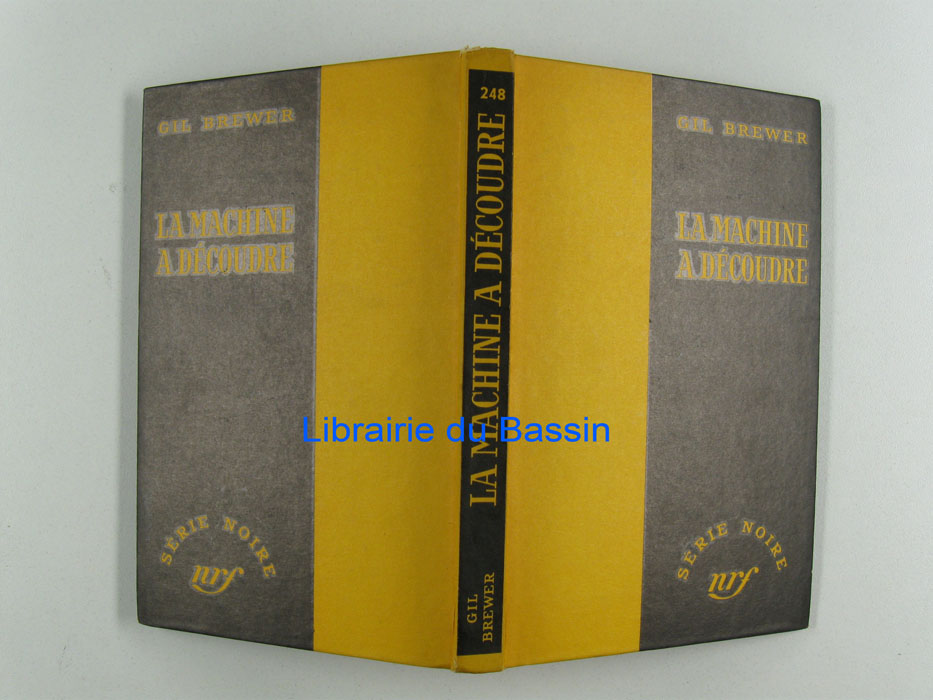 GIL BREWER
LA MACHINE
A DÉCOUDRE
SÉRIE NOIRE
nrf
248
LA MACHINE A DÉCOUDRE
GIL
BREWER
GIL BREWER
LA MACHINE
A DÉCOUDRE
SÉRIE NOIRE
nrf
Librairie du Bassin